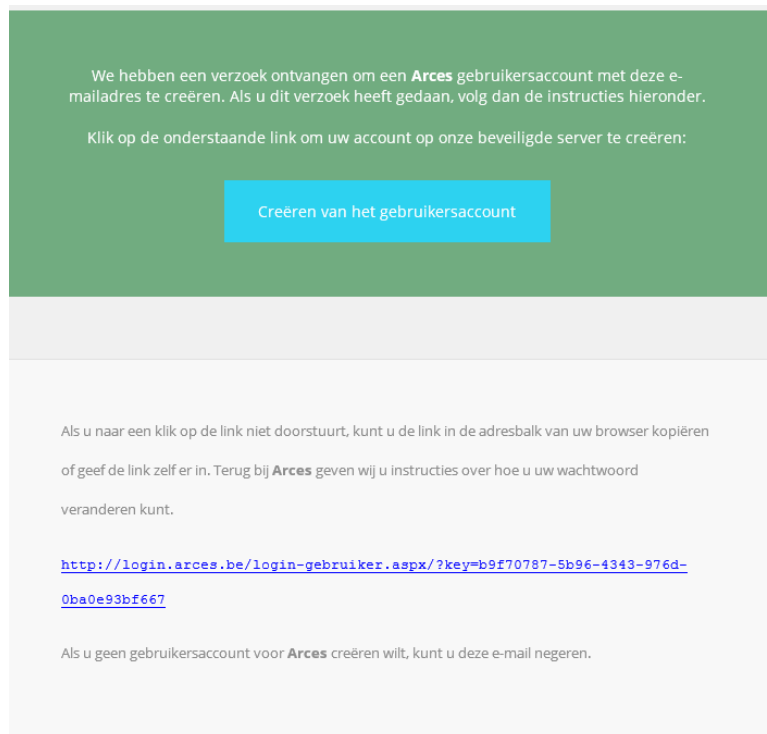 We hebben een verzoek ontvangen om een Arces gebruikersaccount met deze e-
mailadres te creëren. Als u dit verzoek heeft gedaan, volg dan de instructies hieronder.
Klik op de onderstaande link om uw account op onze beveiligde server te creëren:
Creëren van het gebruikersaccount
Als u naar een klik op de link niet doorstuurt, kunt u de link in de adresbalk van uw browser kopiëren
of geef de link zelf er in. Terug bij Arces geven wij u instructies over hoe u uw wachtwoord
veranderen kunt.
http://login.arces.be/login-gebruiker.aspx/?key=b9f70787-5b96-4343-976d-
0ba0e93bf667
Als u geen gebruikersaccount voor Arces creëren wilt, kunt u deze e-mail negeren.